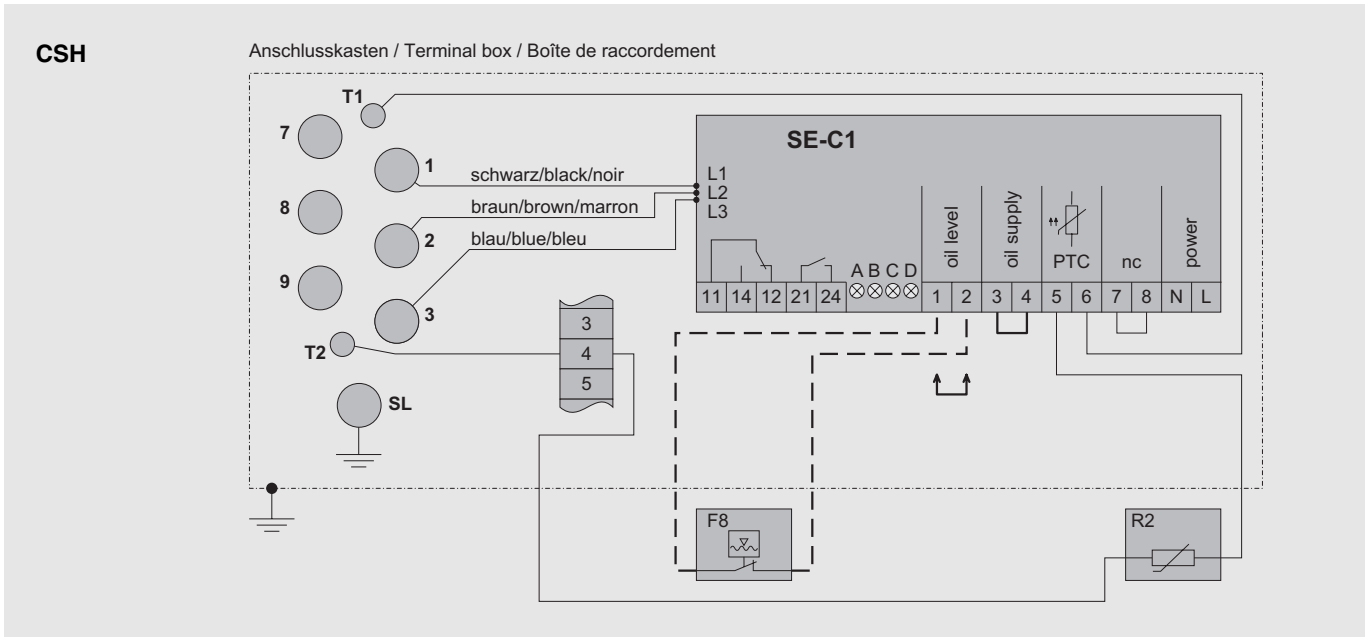 CSH
Anschlusskasten / Terminal box / Boîte de raccordement
T1
7
1
8
2
9
3
T2
SL
schwarz/black/noir
braun/brown/marron
blau/blue/bleu
3
4
5
SE-C1
L1
L2
L3
A B C D
oil level
oil supply
PTC
nc
power
11 14 12 21 24 1 2 3 4 5 6 7 8 N L
F8
R2